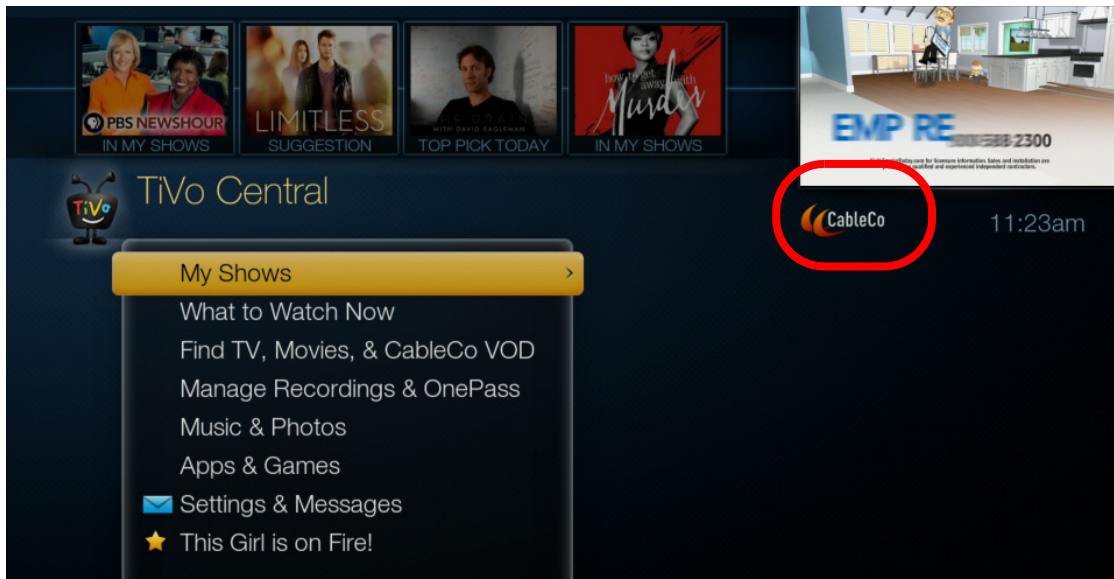 PBS NEWSHOUR
IN MY SHOWS
LIMITLESS
SUGGESTION
THE BRAIN
WITH DAVID EAGLEMAN
TOP PICK TODAY
how to get
away with
Murder
IN MY SHOWS
EMP RE
588-2300
TiVo
TiVo Central
CableCo
11:23am
My Shows
What to Watch Now
Find TV, Movies, & CableCo VOD
Manage Recordings & OnePass
Music & Photos
Apps & Games
Settings & Messages
This Girl is on Fire!